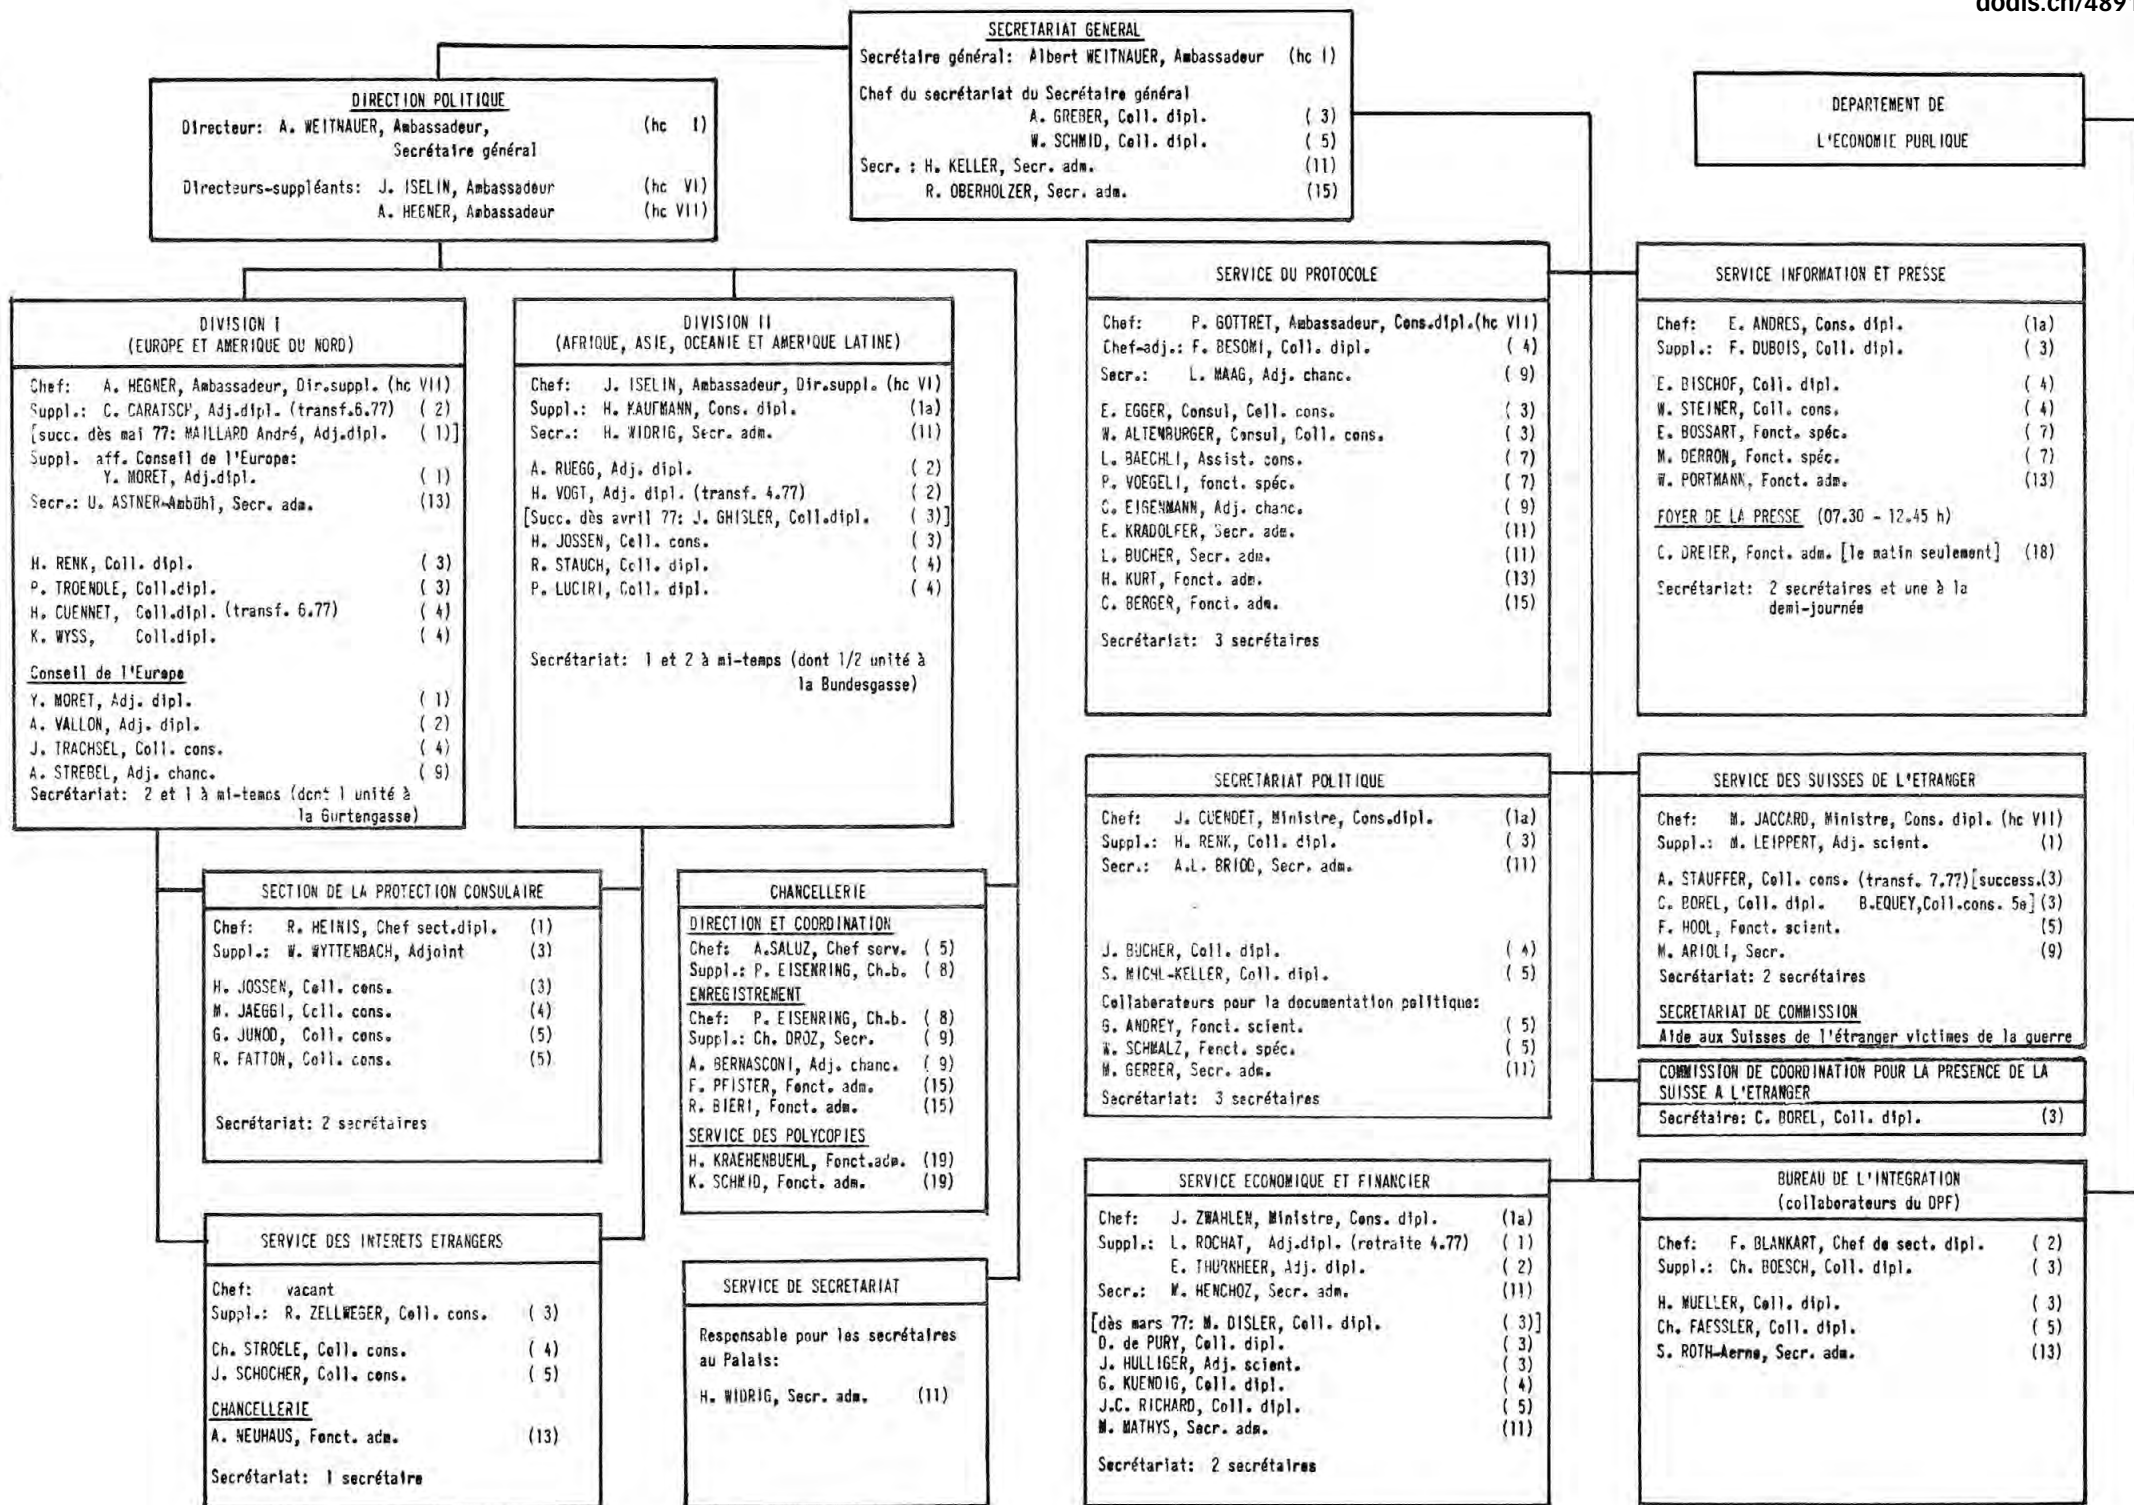 dodis.ch/4891
SECRETARIAT GENERAL
Secrétaire général: Albert WEITNAUER, Ambassadeur (hc I)
Chef du secrétariat du Secrétaire général
A. GREBER, Coll. dipl. ( 3)
W. SCHMID, Coll. dipl. ( 5)
Secr. : H. KELLER, Secr. adm. (11)
R. OBERHOLZER, Secr. adm. (15)
DIRECTION POLITIQUE
Directeur: A. WEITNAUER, Ambassadeur, (hc I)
Secrétaire général
Directeurs-suppléants: J. ISELIN, Ambassadeur (hc VI)
A. HEGNER, Ambassadeur (hc VII)
DEPARTEMENT DE
L'ECONOMIE PUBLIQUE
DIVISION I
(EUROPE ET AMERIQUE DU NORD)
Chef: A. HEGNER, Ambassadeur, Dir.suppl. (hc VII)
Suppl.: C. CARATSCH, Adj.dipl. (transf.6.77) ( 2)
[succ. dès mai 77: MAILLARD André, Adj.dipl. ( 1)]
Suppl. aff. Conseil de l'Europe:
Y. MORET, Adj.dipl. ( 1)
Secr.: U. ASTNER-Ambühl, Secr. adm. (13)
H. RENK, Coll. dipl. ( 3)
P. TROENDLE, Coll.dipl. ( 3)
H. CUENNET, Coll.dipl. (transf. 6.77) ( 4)
K. WYSS, Coll.dipl. ( 4)
Conseil de l'Europe
Y. MORET, Adj. dipl. ( 1)
A. VALLON, Adj. dipl. ( 2)
J. TRACHSEL, Coll. cons. ( 4)
A. STREBEL, Adj. chanc. ( 9)
Secrétariat: 2 et 1 à mi-temps (dont 1 unité à
la Gurtengasse)
DIVISION II
(AFRIQUE, ASIE, OCEANIE ET AMERIQUE LATINE)
Chef: J. ISELIN, Ambassadeur, Dir.suppl. (hc VI)
Suppl.: H. KAUFMANN, Cons. dipl. (1a)
Secr.: H. WIDRIG, Secr. adm. (11)
A. RUEGG, Adj. dipl. ( 2)
H. VOGT, Adj. dipl. (transf. 4.77) ( 2)
[Succ. dès avril 77: J. GHISLER, Coll.dipl. ( 3)]
H. JOSSEN, Coll. cons. ( 3)
R. STAUCH, Coll. dipl. ( 4)
P. LUCIRI, Coll. dipl. ( 4)
Secrétariat: 1 et 2 à mi-temps (dont 1/2 unité à
la Bundesgasse)
SERVICE DU PROTOCOLE
Chef: P. GOTTRET, Ambassadeur, Cons.dipl.(hc VII)
Chef-adj.: F. BESOMI, Coll. dipl. ( 4)
Secr.: L. MAAG, Adj. chanc. ( 9)
E. EGGER, Consul, Coll. cons. ( 3)
W. ALTENBURGER, Consul, Coll. cons. ( 3)
L. BAECHLI, Assist. cons. ( 7)
P. VOEGELI, fonct. spéc. ( 7)
C. EIGENMANN, Adj. chanc. ( 9)
E. KRADOLFER, Secr. adm. (11)
L. BUCHER, Secr. adm. (11)
H. KURT, Fonct. adm. (13)
C. BERGER, Fonct. adm. (15)
Secrétariat: 3 secrétaires
SERVICE INFORMATION ET PRESSE
Chef: E. ANDRES, Cons. dipl. (1a)
Suppl.: F. DUBOIS, Coll. dipl. ( 3)
E. BISCHOF, Coll. dipl. ( 4)
W. STEINER, Coll. cons. ( 4)
E. BOSSART, Fonct. spéc. ( 7)
M. DERRON, Fonct. spéc. ( 7)
W. PORTMANN, Fonct. adm. (13)
FOYER DE LA PRESSE (07.30 - 12.45 h)
C. DREIER, Fonct. adm. [le matin seulement] (18)
Secrétariat: 2 secrétaires et une à la
demi-journée
SECRETARIAT POLITIQUE
Chef: J. CUENDET, Ministre, Cons.dipl. (1a)
Suppl.: H. RENK, Coll. dipl. ( 3)
Secr.: A.L. BRIOD, Secr. adm. (11)
J. BUCHER, Coll. dipl. ( 4)
S. MICHL-KELLER, Coll. dipl. ( 5)
Collaborateurs pour la documentation politique:
G. ANDREY, Fonct. scient. ( 5)
W. SCHMALZ, Fonct. spéc. ( 5)
M. GERBER, Secr. adm. (11)
Secrétariat: 3 secrétaires
SERVICE DES SUISSES DE L'ETRANGER
Chef: M. JACCARD, Ministre, Cons. dipl. (hc VII)
Suppl.: M. LEIPPERT, Adj. scient. (1)
A. STAUFFER, Coll. cons. (transf. 7.77)[success.(3)
C. BOREL, Coll. dipl. B.EQUEY,Coll.cons. 5e](3)
F. HOOL, Fonct. scient. (5)
M. ARIOLI, Secr. (9)
Secrétariat: 2 secrétaires
SECRETARIAT DE COMMISSION
Aide aux Suisses de l'étranger victimes de la guerre
COMMISSION DE COORDINATION POUR LA PRESENCE DE LA
SUISSE A L'ETRANGER
Secrétaire: C. BOREL, Coll. dipl. (3)
SECTION DE LA PROTECTION CONSULAIRE
Chef: R. HEINIS, Chef sect.dipl. (1)
Suppl.: W. WYTTENBACH, Adjoint (3)
H. JOSSEN, Coll. cons. (3)
M. JAEGGI, Coll. cons. (4)
G. JUNOD, Coll. cons. (5)
R. FATTON, Coll. cons. (5)
Secrétariat: 2 secrétaires
CHANCELLERIE
DIRECTION ET COORDINATION
Chef: A.SALUZ, Chef serv. ( 5)
Suppl.: P. EISENRING, Ch.b. ( 8)
ENREGISTREMENT
Chef: P. EISENRING, Ch.b. ( 8)
Suppl.: Ch. DROZ, Secr. ( 9)
A. BERNASCONI, Adj. chanc. ( 9)
F. PFISTER, Fonct. adm. (15)
R. BIERI, Fonct. adm. (15)
SERVICE DES POLYCOPIES
H. KRAEHENBUEHL, Fonct.adm. (19)
K. SCHMID, Fonct. adm. (19)
SERVICE DES INTERETS ETRANGERS
Chef: vacant
Suppl.: R. ZELLWEGER, Coll. cons. ( 3)
Ch. STROELE, Coll. cons. ( 4)
J. SCHOCHER, Coll. cons. ( 5)
CHANCELLERIE
A. NEUHAUS, Fonct. adm. (13)
Secrétariat: 1 secrétaire
SERVICE DE SECRETARIAT
Responsable pour les secrétaires
au Palais:
H. WIDRIG, Secr. adm. (11)
SERVICE ECONOMIQUE ET FINANCIER
Chef: J. ZWAHLEN, Ministre, Cons. dipl. (1a)
Suppl.: L. ROCHAT, Adj.dipl. (retraite 4.77) ( 1)
E. THURNHEER, Adj. dipl. ( 2)
Secr.: M. HENCHOZ, Secr. adm. (11)
[dès mars 77: M. DISLER, Coll. dipl. ( 3)]
D. de PURY, Coll. dipl. ( 3)
J. HULLIGER, Adj. scient. ( 3)
G. KUENDIG, Coll. dipl. ( 4)
J.C. RICHARD, Coll. dipl. ( 5)
M. MATHYS, Secr. adm. (11)
Secrétariat: 2 secrétaires
BUREAU DE L'INTEGRATION
(collaborateurs du DPF)
Chef: F. BLANKART, Chef de sect. dipl. ( 2)
Suppl.: Ch. BOESCH, Coll. dipl. ( 3)
H. MUELLER, Coll. dipl. ( 3)
Ch. FAESSLER, Coll. dipl. ( 5)
S. ROTH-Aerne, Secr. adm. (13)